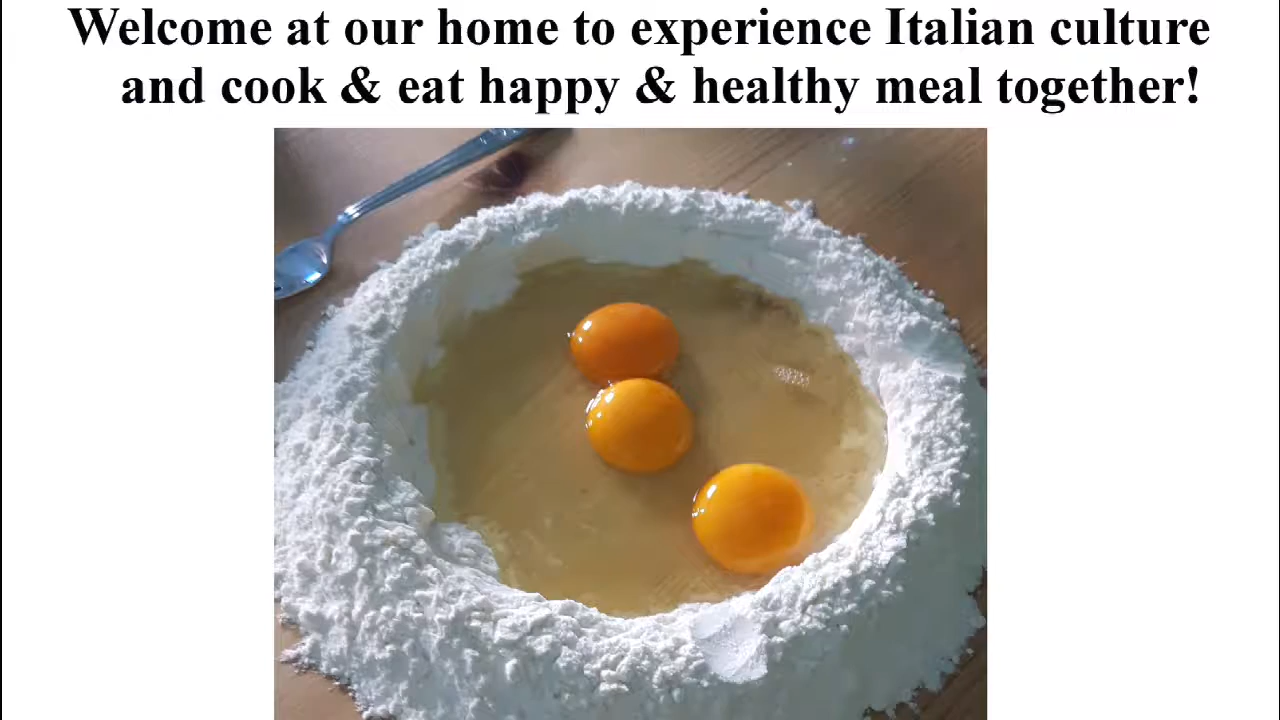 Welcome at our home to experience Italian culture
and cook & eat happy & healthy meal together!